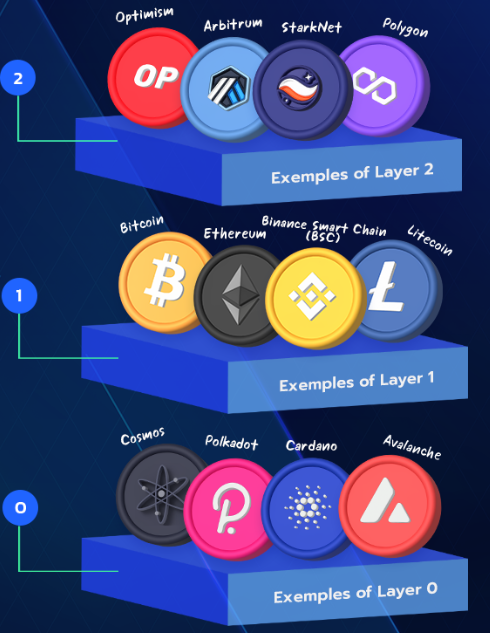 Optimism
Arbitrum
StarkNet
Polygon
OP
2
Exemples of Layer 2
Bitcoin
Ethereum
Binance Smart Chain
(BSC)
Litecoin
1
Exemples of Layer 1
Cosmos
Polkadot
Cardano
Avalanche
0
Exemples of Layer 0